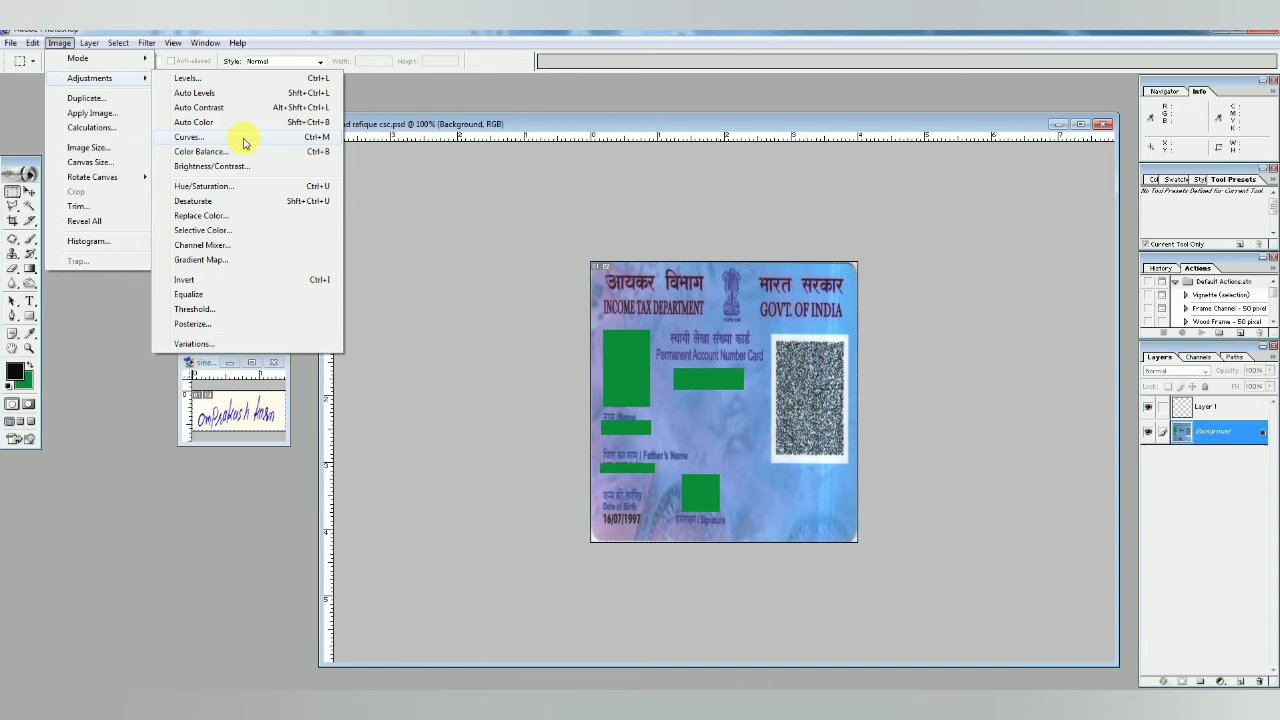 File Edit Image Layer Select Filter View Window Help
Mode
Anti-aliased Style: Normal Width: Height:
Adjustments
Duplicate...
Apply Image...
Calculations...
Image Size...
Canvas Size...
Rotate Canvas
Crop
Trim...
Reveal All
Histogram...
Trap...
Levels... Ctrl+L
Auto Levels Shft+Ctrl+L
Auto Contrast Alt+Shft+Ctrl+L
Auto Color Shft+Ctrl+B
Curves... Ctrl+M
Color Balance... Ctrl+B
Brightness/Contrast...
Hue/Saturation... Ctrl+U
Desaturate Shft+Ctrl+U
Replace Color...
Selective Color...
Channel Mixer...
Gradient Map...
Invert Ctrl+I
Equalize
Threshold...
Posterize...
Variations...
rafique csc.psd @ 100% (Background, RGB)
sine...
आयकर विभाग भारत सरकार
INCOME TAX DEPARTMENT GOVT. OF INDIA
स्थायी लेखा संख्या कार्ड
Permanent Account Number Card
नाम /Name
पिता का नाम / Father's Name
जन्म की तारीख
Date of Birth
16/07/1997
हस्ताक्षर /Signature
Navigator Info
R: C:
G: M:
B: Y:
K:
X: W:
Y: H:
Swatch Tool Presets
No Tool Presets Defined for Current Tool
Current Tool Only
History Actions
Default Actions.atn
Vignette (selection)
Frame Channel - 50 pixel
Wood Frame - 50 pixel
Layers Channels Paths
Normal Opacity: 100%
Lock: Fill: 100%
Layer 1
Background